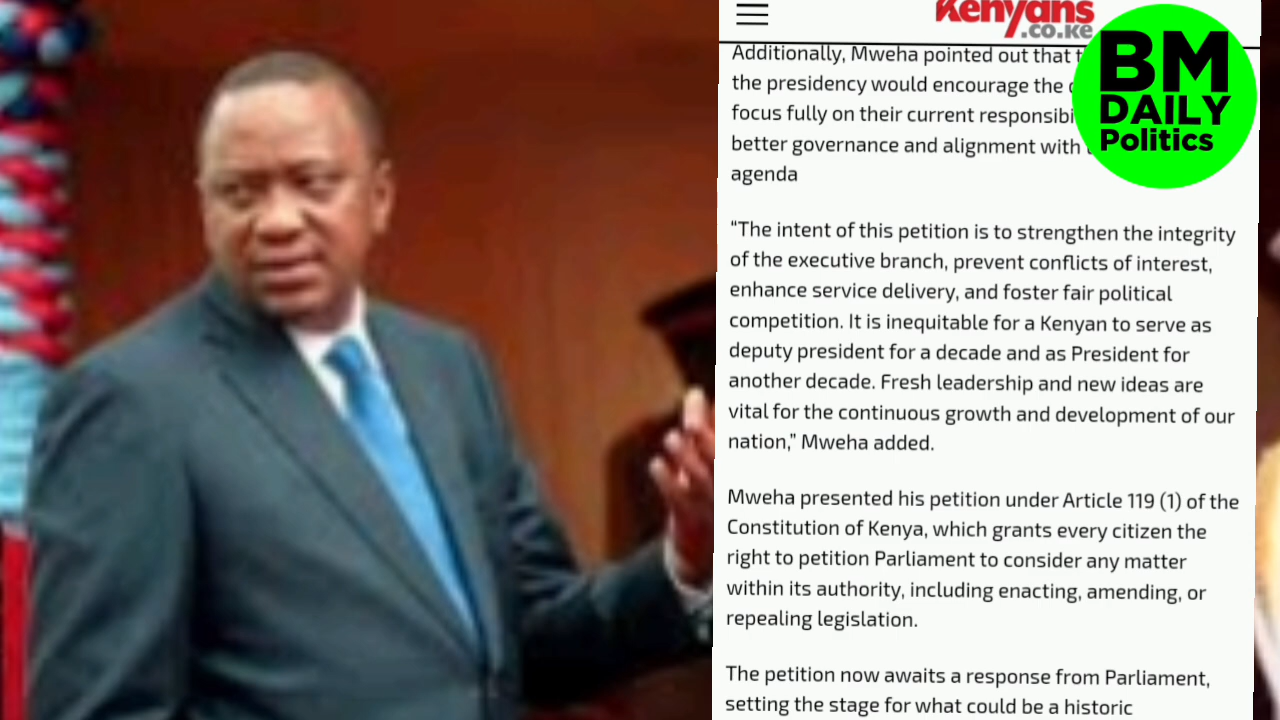 Kenyans
.co.ke
BM
DAILY
Politics
Additionally, Mweha pointed out that
the presidency would encourage the
focus fully on their current
better governance and alignment with
agenda
“The intent of this petition is to strengthen the integrity
of the executive branch, prevent conflicts of interest,
enhance service delivery, and foster fair political
competition. It is inequitable for a Kenyan to serve as
deputy president for a decade and as President for
another decade. Fresh leadership and new ideas are
vital for the continuous growth and development of our
nation,” Mweha added.
Mweha presented his petition under Article 119 (1) of the
Constitution of Kenya, which grants every citizen the
right to petition Parliament to consider any matter
within its authority, including enacting, amending, or
repealing legislation.
The petition now awaits a response from Parliament,
setting the stage for what could be a historic